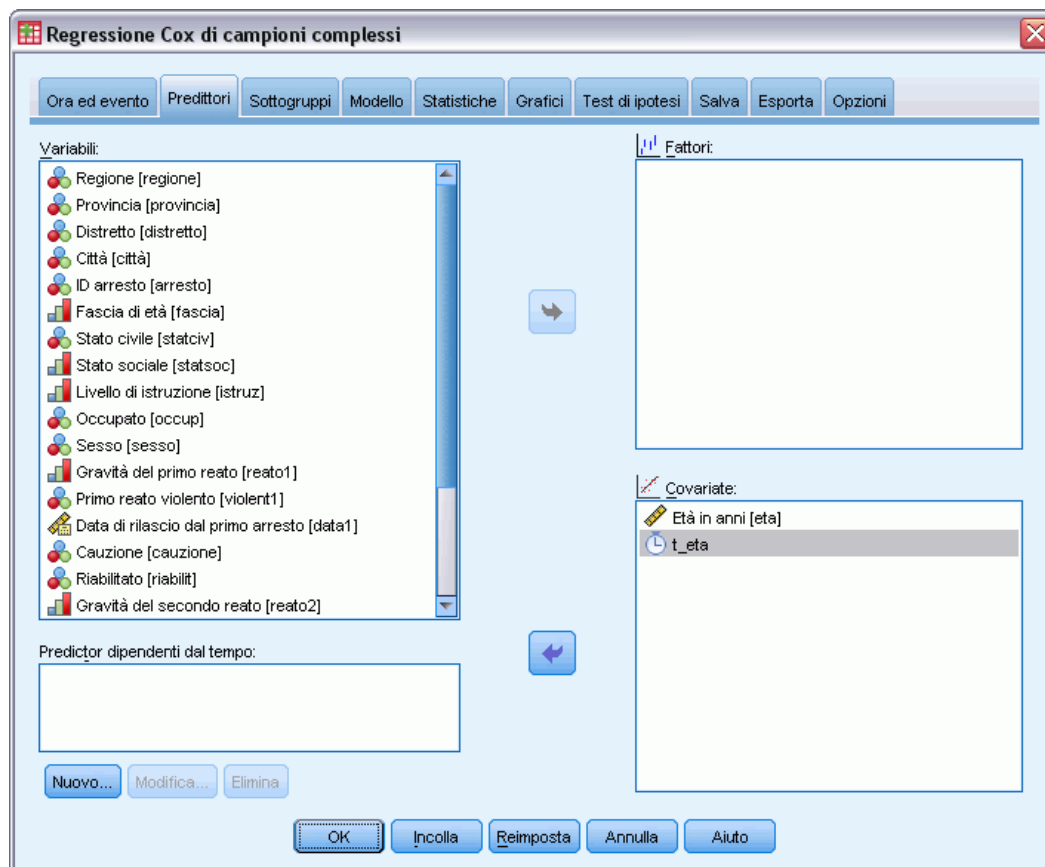 Regressione Cox di campioni complessi
Ora ed evento Predittori Sottogruppi Modello Statistiche Grafici Test di ipotesi Salva Esporta Opzioni
Variabili:
Regione [regione]
Provincia [provincia]
Distretto [distretto]
Città [città]
ID arresto [arresto]
Fascia di età [fascia]
Stato civile [statciv]
Stato sociale [statsoc]
Livello di istruzione [istruz]
Occupato [occup]
Sesso [sesso]
Gravità del primo reato [reato1]
Primo reato violento [violent1]
Data di rilascio dal primo arresto [data1]
Cauzione [cauzione]
Riabilitato [riabilit]
Gravità del secondo reato [reato2]
Predictor dipendenti dal tempo:
Nuovo... Modifica... Elimina
Fattori:
Covariate:
Età in anni [eta]
t_eta
OK Incolla Reimposta Annulla Aiuto